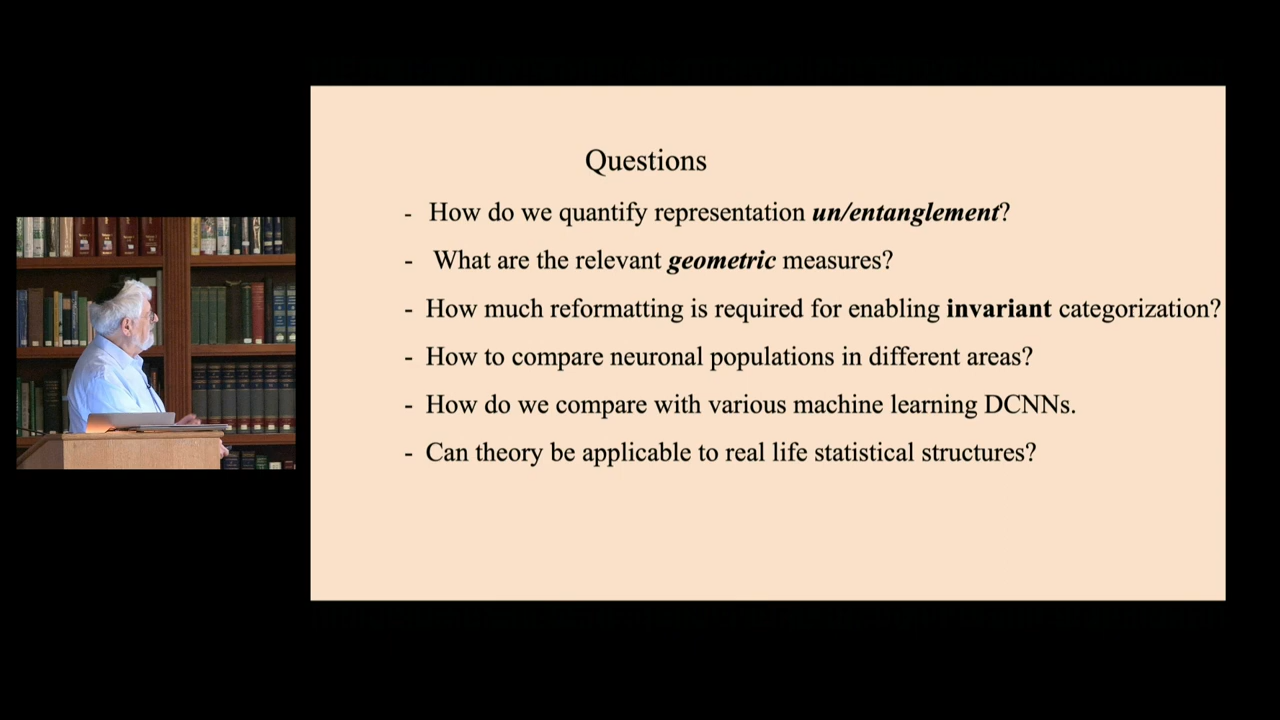 Questions
- How do we quantify representation un/entanglement?
- What are the relevant geometric measures?
- How much reformatting is required for enabling invariant categorization?
- How to compare neuronal populations in different areas?
- How do we compare with various machine learning DCNNs.
- Can theory be applicable to real life statistical structures?